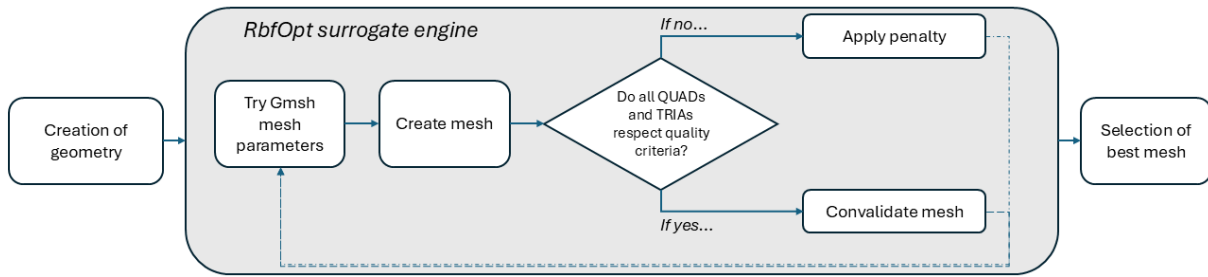 RbfOpt surrogate engine
Creation of
geometry
Try Gmsh
mesh
parameters
Create mesh
Do all QUADs
and TRIAs
respect quality
criteria?
If no...
Apply penalty
If yes...
Convalidate mesh
Selection of
best mesh